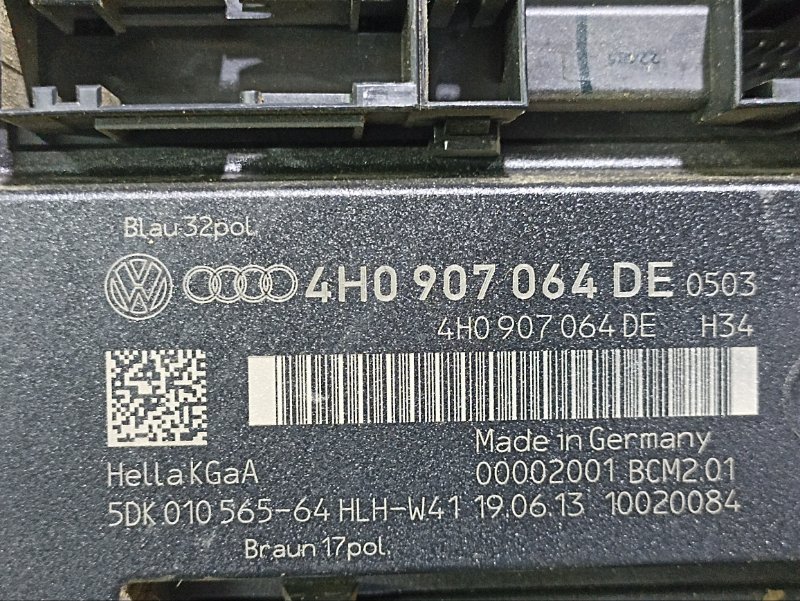 Blau 32pol.
4H0 907 064 DE 0503
4H0 907 064 DE H34
Made in Germany
Hella KGaA 00002001 BCM2.01
5DK 010 565-64 HLH-W41 19.06.13 10020084
Braun 17pol.